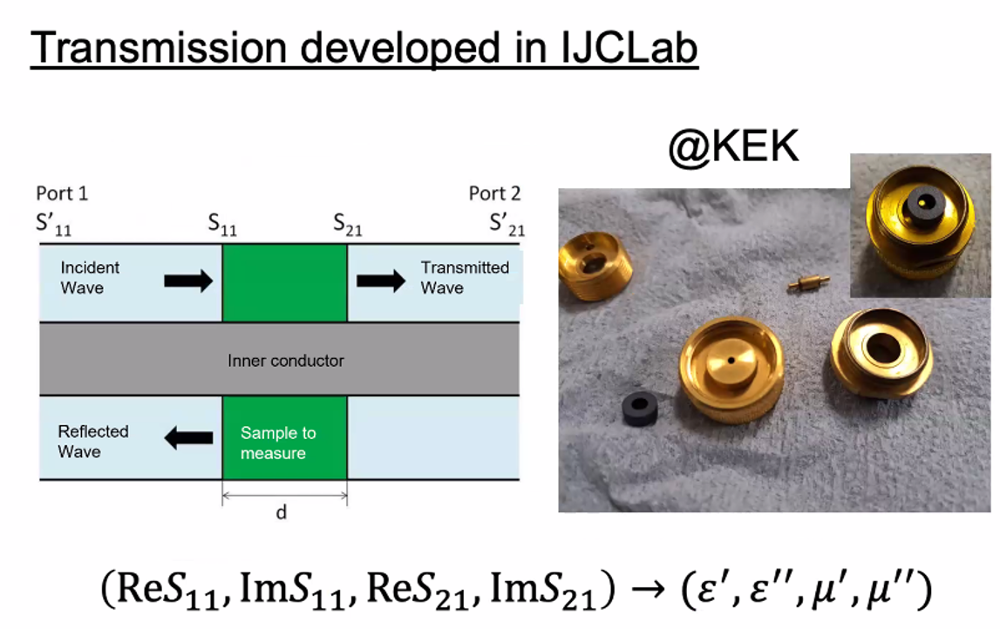 Transmission developed in IJCLab
@KEK
Port 1
Port 2
S'₁₁
S₁₁
S₂₁
S'₂₁
Incident
Wave
Transmitted
Wave
Inner conductor
Reflected
Wave
Sample to
measure
d
(ReS₁₁, ImS₁₁, ReS₂₁, ImS₂₁) → (ε′, ε′′, μ′, μ′′)